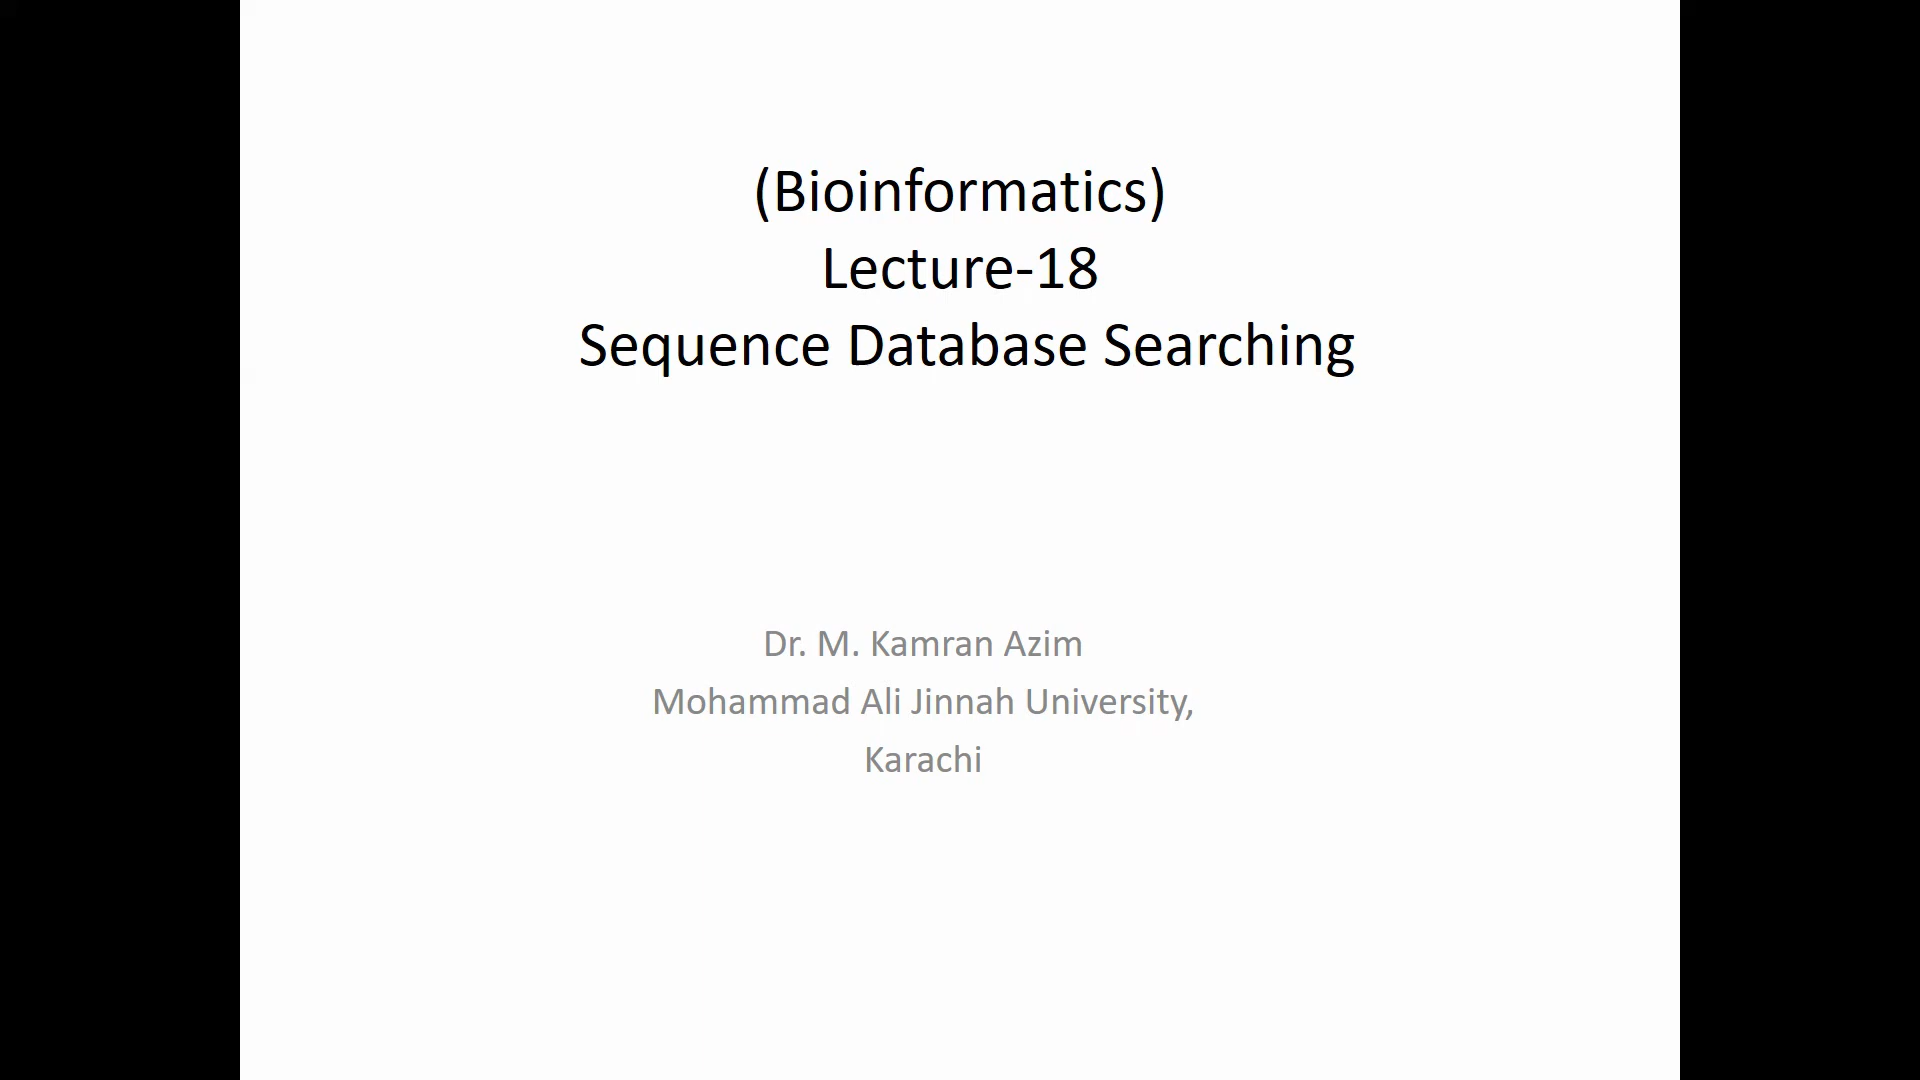 (Bioinformatics)
Lecture-18
Sequence Database Searching
Dr. M. Kamran Azim
Mohammad Ali Jinnah University,
Karachi